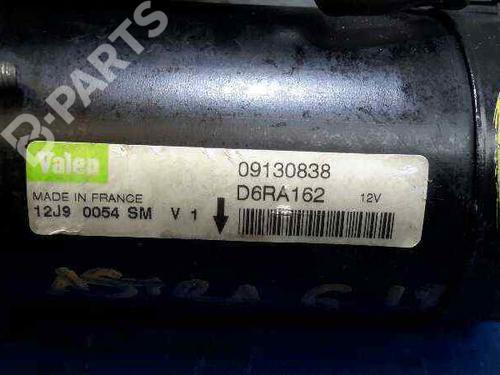 B-PARTS
Valeo
09130838
D6RA162 12V
MADE IN FRANCE
12J9 0054 SM V 1